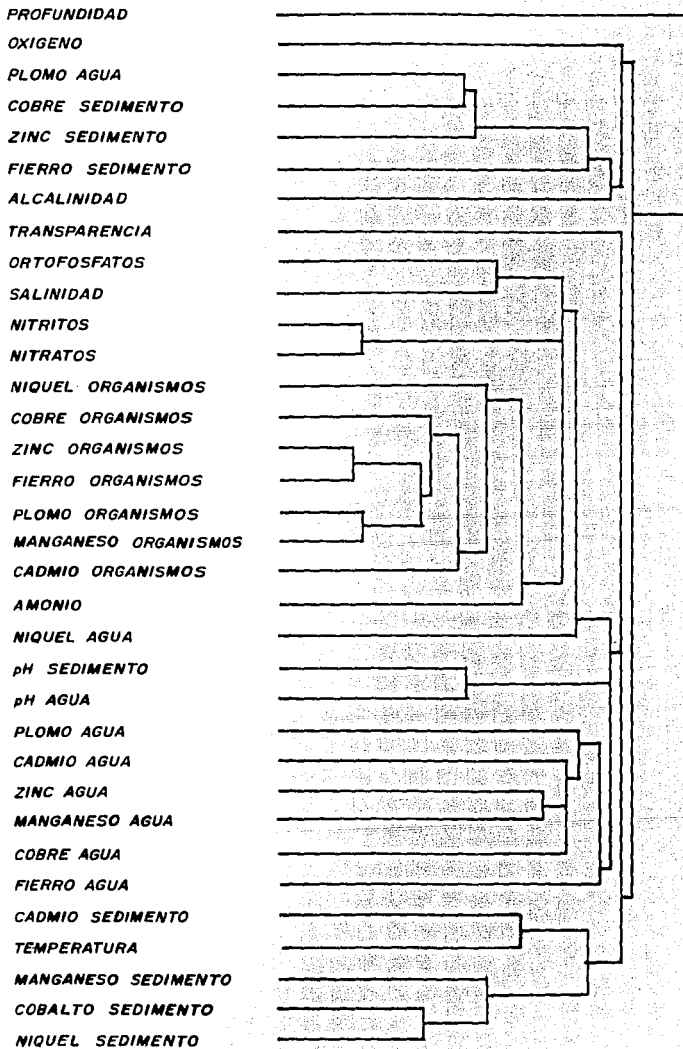 PROFUNDIDAD
OXIGENO
PLOMO AGUA
COBRE SEDIMENTO
ZINC SEDIMENTO
FIERRO SEDIMENTO
ALCALINIDAD
TRANSPARENCIA
ORTOFOSFATOS
SALINIDAD
NITRITOS
NITRATOS
NIQUEL ORGANISMOS
COBRE ORGANISMOS
ZINC ORGANISMOS
FIERRO ORGANISMOS
PLOMO ORGANISMOS
MANGANESO ORGANISMOS
CADMIO ORGANISMOS
AMONIO
NIQUEL AGUA
pH SEDIMENTO
pH AGUA
PLOMO AGUA
CADMIO AGUA
ZINC AGUA
MANGANESO AGUA
COBRE AGUA
FIERRO AGUA
CADMIO SEDIMENTO
TEMPERATURA
MANGANESO SEDIMENTO
COBALTO SEDIMENTO
NIQUEL SEDIMENTO